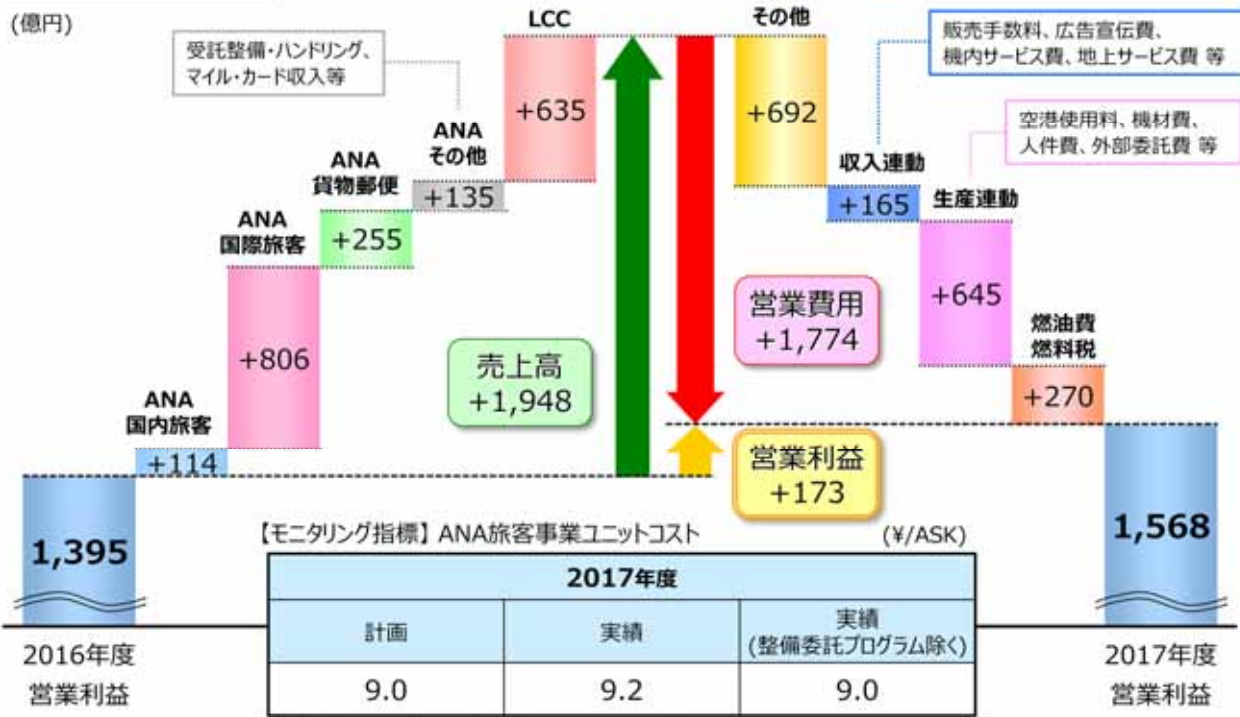 (億円)
受託整備・ハンドリング、
マイル・カード収入等
LCC
その他
販売手数料、広告宣伝費、
機内サービス費、地上サービス費 等
空港使用料、機材費、
人件費、外部委託費 等
+635
+692
ANA
その他
+135
ANA
貨物郵便
+255
ANA
国際旅客
+806
ANA
国内旅客
+114
収入連動
+165
生産連動
+645
燃油費
燃料税
+270
売上高
+1,948
営業費用
+1,774
営業利益
+173
1,395
1,568
【モニタリング指標】 ANA旅客事業ユニットコスト
(¥/ASK)
2017年度
計画
実績
実績
(整備委託プログラム除く)
9.0
9.2
9.0
2016年度
営業利益
2017年度
営業利益